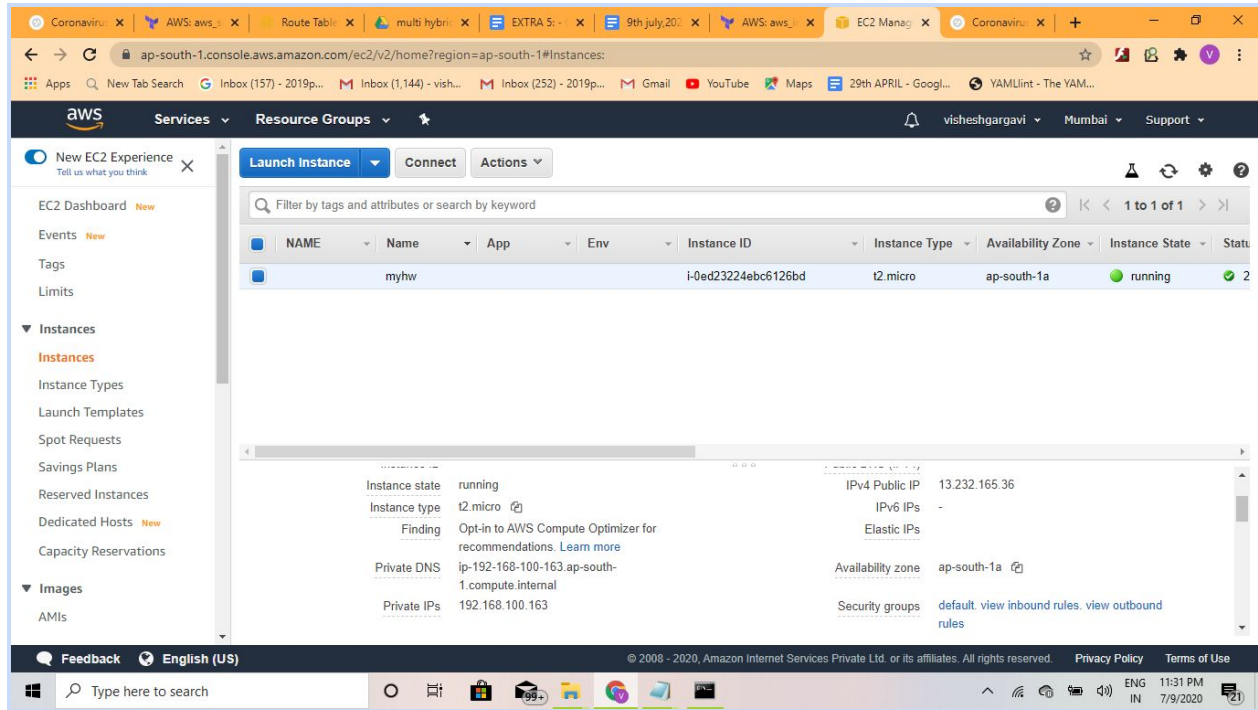 Coronavirus
AWS: aws_s
Route Table
multi hybric
EXTRA 5: - (
9th july,202
AWS: aws_i
EC2 Manag
Coronavirus
ap-south-1.console.aws.amazon.com/ec2/v2/home?region=ap-south-1#Instances:
Apps New Tab Search Inbox (157) - 2019p... Inbox (1,144) - vish... Inbox (252) - 2019p... Gmail YouTube Maps 29th APRIL - Googl... YAMLlint - The YAM...
aws Services Resource Groups visheshgargavi Mumbai Support
New EC2 Experience
Tell us what you think
EC2 Dashboard New
Events New
Tags
Limits
Instances
Instances
Instance Types
Launch Templates
Spot Requests
Savings Plans
Reserved Instances
Dedicated Hosts New
Capacity Reservations
Images
AMIs
Launch Instance Connect Actions
Filter by tags and attributes or search by keyword 1 to 1 of 1
NAME Name App Env Instance ID Instance Type Availability Zone Instance State Statu
myhw i-0ed23224ebc6126bd t2.micro ap-south-1a running 2
Instance state running
Instance type t2.micro
Finding Opt-in to AWS Compute Optimizer for
recommendations. Learn more
Private DNS ip-192-168-100-163.ap-south-
1.compute.internal
Private IPs 192.168.100.163
IPv4 Public IP 13.232.165.36
IPv6 IPs -
Elastic IPs
Availability zone ap-south-1a
Security groups default. view inbound rules. view outbound
rules
Feedback English (US) © 2008 - 2020, Amazon Internet Services Private Ltd. or its affiliates. All rights reserved. Privacy Policy Terms of Use
Type here to search
99+
ENG
IN
11:31 PM
7/9/2020
21